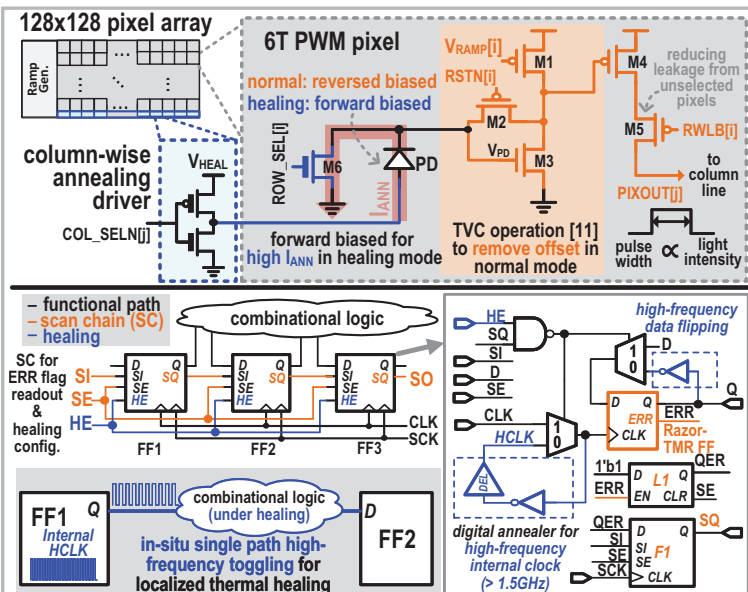 128x128 pixel array
Ramp Gen.
6T PWM pixel
normal: reversed biased
healing: forward biased
ROW_SEL[i]
M6
PD
I_ANN
forward biased for
high I_ANN in healing mode
column-wise
annealing
driver
V_HEAL
COL_SELN[j]
V_RAMP[i]
RSTN[i]
M1
M2
V_PD
M3
TVC operation [11]
to remove offset in
normal mode
M4
reducing
leakage from
unselected
pixels
M5
RWLB[i]
to
column
line
PIXOUT[j]
pulse
width
∝
light
intensity
– functional path
– scan chain (SC)
– healing
combinational logic
SC for
ERR flag
readout
&
healing
config.
SI
SE
HE
D Q
SI SQ
SE
HE
FF1
D Q
SI SQ
SE
HE
FF2
D Q
SI SQ
SE
HE
FF3
SO
CLK
SCK
FF1
Q
Internal
HCLK
combinational logic
(under healing)
D
FF2
in-situ single path high-
frequency toggling for
localized thermal healing
HE
SQ
SI
D
SE
CLK
HCLK
1
0
DEL
digital annealer for
high-frequency
internal clock
(> 1.5GHz)
high-frequency
data flipping
1
0
D
Q
D Q
ERR
CLK
ERR
Razor-
TMR FF
1'b1
ERR
D Q
L1
EN CLR
QER
SE
QER
SI
SE
SCK
D Q
SI
SE
F1
CLK
SQ